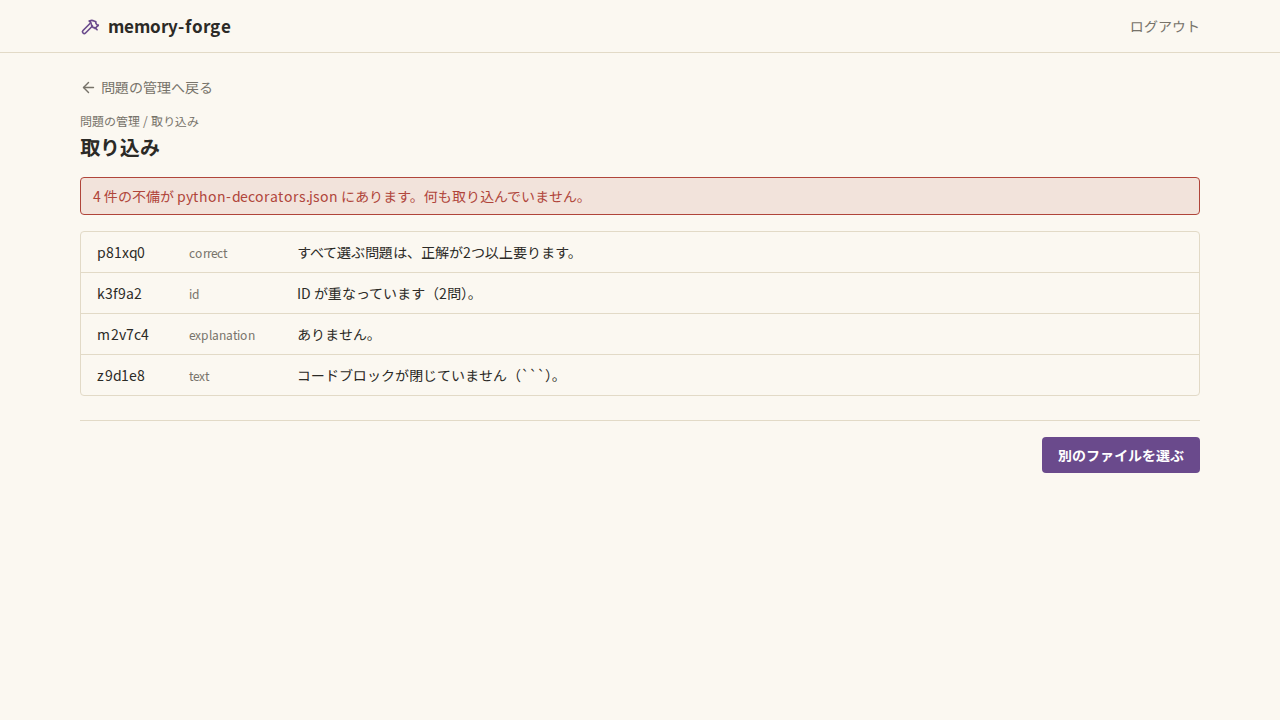 memory-forge
ログアウト
← 問題の管理へ戻る
問題の管理 / 取り込み
取り込み
4 件の不備が python-decorators.json にあります。何も取り込んでいません。
p81xq0 correct すべて選ぶ問題は、正解が2つ以上要ります。
k3f9a2 id ID が重なっています（2問）。
m2v7c4 explanation ありません。
z9d1e8 text コードブロックが閉じていません（```）。
別のファイルを選ぶ